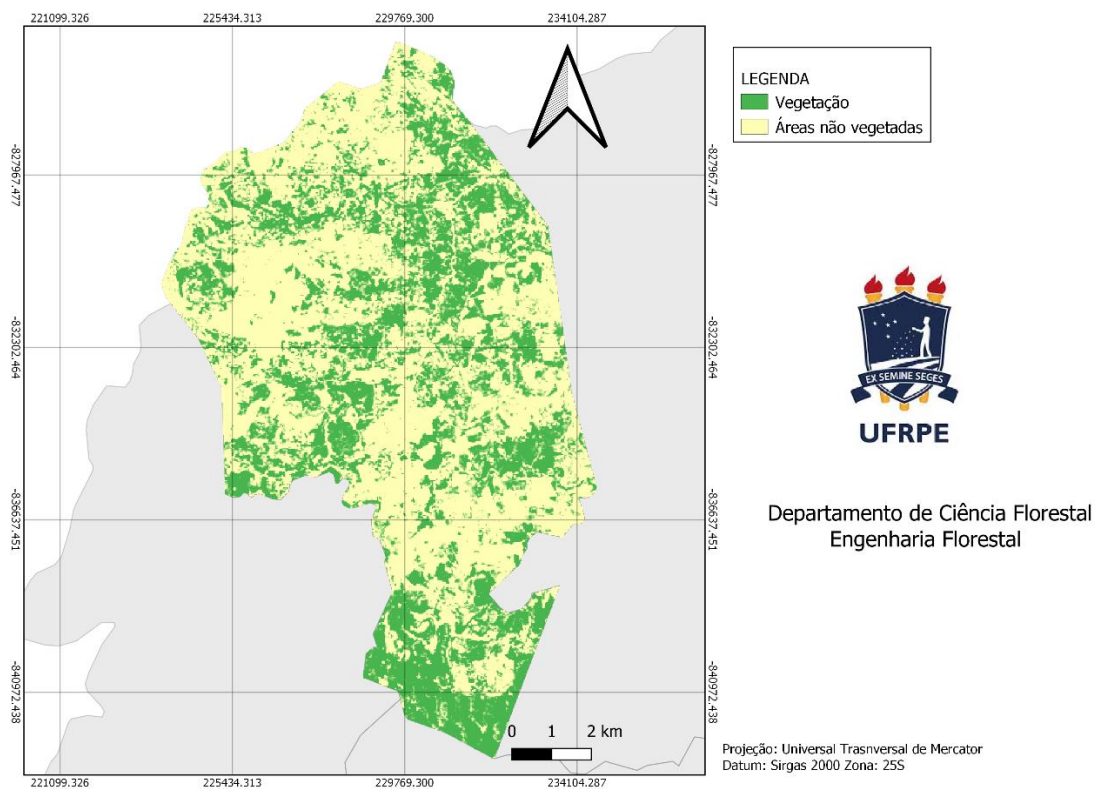 221099.326
225434.313
229769.300
234104.287
-827967.477
-827967.477
-832302.464
-832302.464
-836637.451
-836637.451
-840972.438
-840972.438
0 1 2 km
221099.326
225434.313
229769.300
234104.287
LEGENDA
Vegetação
Áreas não vegetadas
EX SEMINE SEGES
UFRPE
Departamento de Ciência Florestal
Engenharia Florestal
Projeção: Universal Trasnversal de Mercator
Datum: Sirgas 2000 Zona: 25S